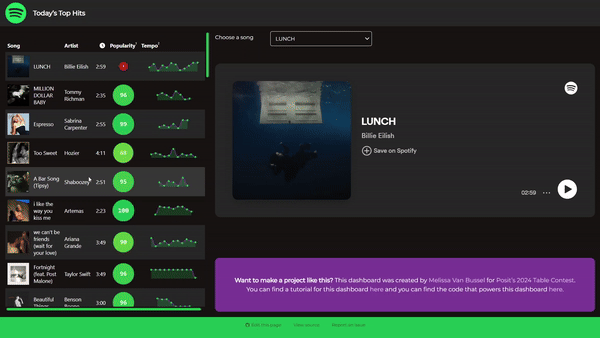 Today's Top Hits
Choose a song
LUNCH
Song Artist Popularity Tempo
LUNCH Billie Eilish 2:59
MILLION DOLLAR BABY Tommy Richman 2:35 96
Espresso Sabrina Carpenter 2:55 99
Too Sweet Hozier 4:11
A Bar Song (Tipsy) Shaboozey 2:51 95
i like the way you kiss me Artemas 2:23 100
we can't be friends (wait for your love) Ariana Grande 3:49 90
Fortnight (feat. Post Malone) Taylor Swift 3:49 96
Beautiful Things Benson Boone 3:00 96
LUNCH
Billie Eilish
Save on Spotify
02:59
Want to make a project like this? This dashboard was created by Melissa Van Bussel for Posit's 2024 Table Contest.
You can find a tutorial for this dashboard here and you can find the code that powers this dashboard here.
Edit this page View source Report an issue